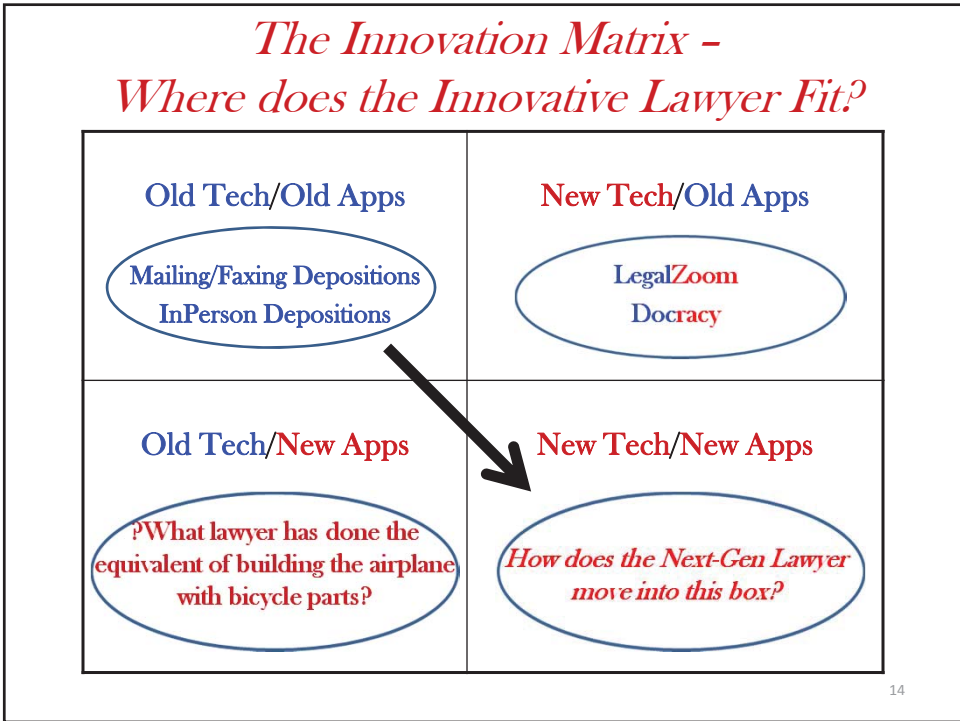 The Innovation Matrix –
Where does the Innovative Lawyer Fit?
Old Tech/Old Apps
Mailing/Faxing Depositions
InPerson Depositions
New Tech/Old Apps
LegalZoom
Docracy
Old Tech/New Apps
?What lawyer has done the
equivalent of building the airplane
with bicycle parts?
New Tech/New Apps
How does the Next-Gen Lawyer
move into this box?
14